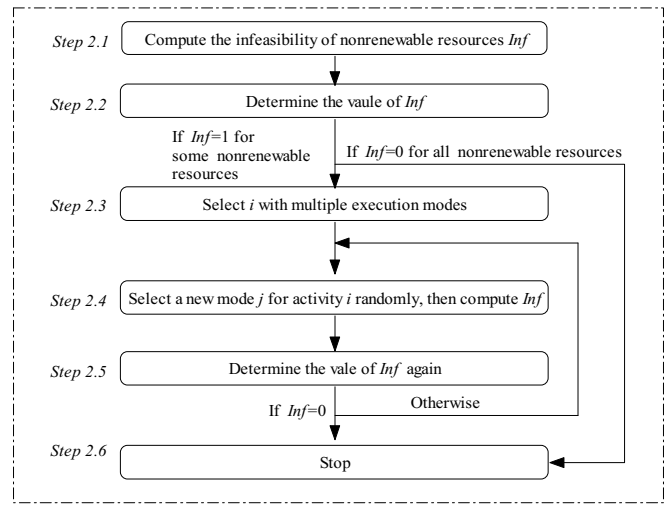 Step 2.1
Compute the infeasibility of nonrenewable resources Inf
Step 2.2
Determine the vaule of Inf
If Inf=1 for
some nonrenewable
resources
If Inf=0 for all nonrenewable resources
Step 2.3
Select i with multiple execution modes
Step 2.4
Select a new mode j for activity i randomly, then compute Inf
Step 2.5
Determine the vale of Inf again
If Inf=0
Otherwise
Step 2.6
Stop